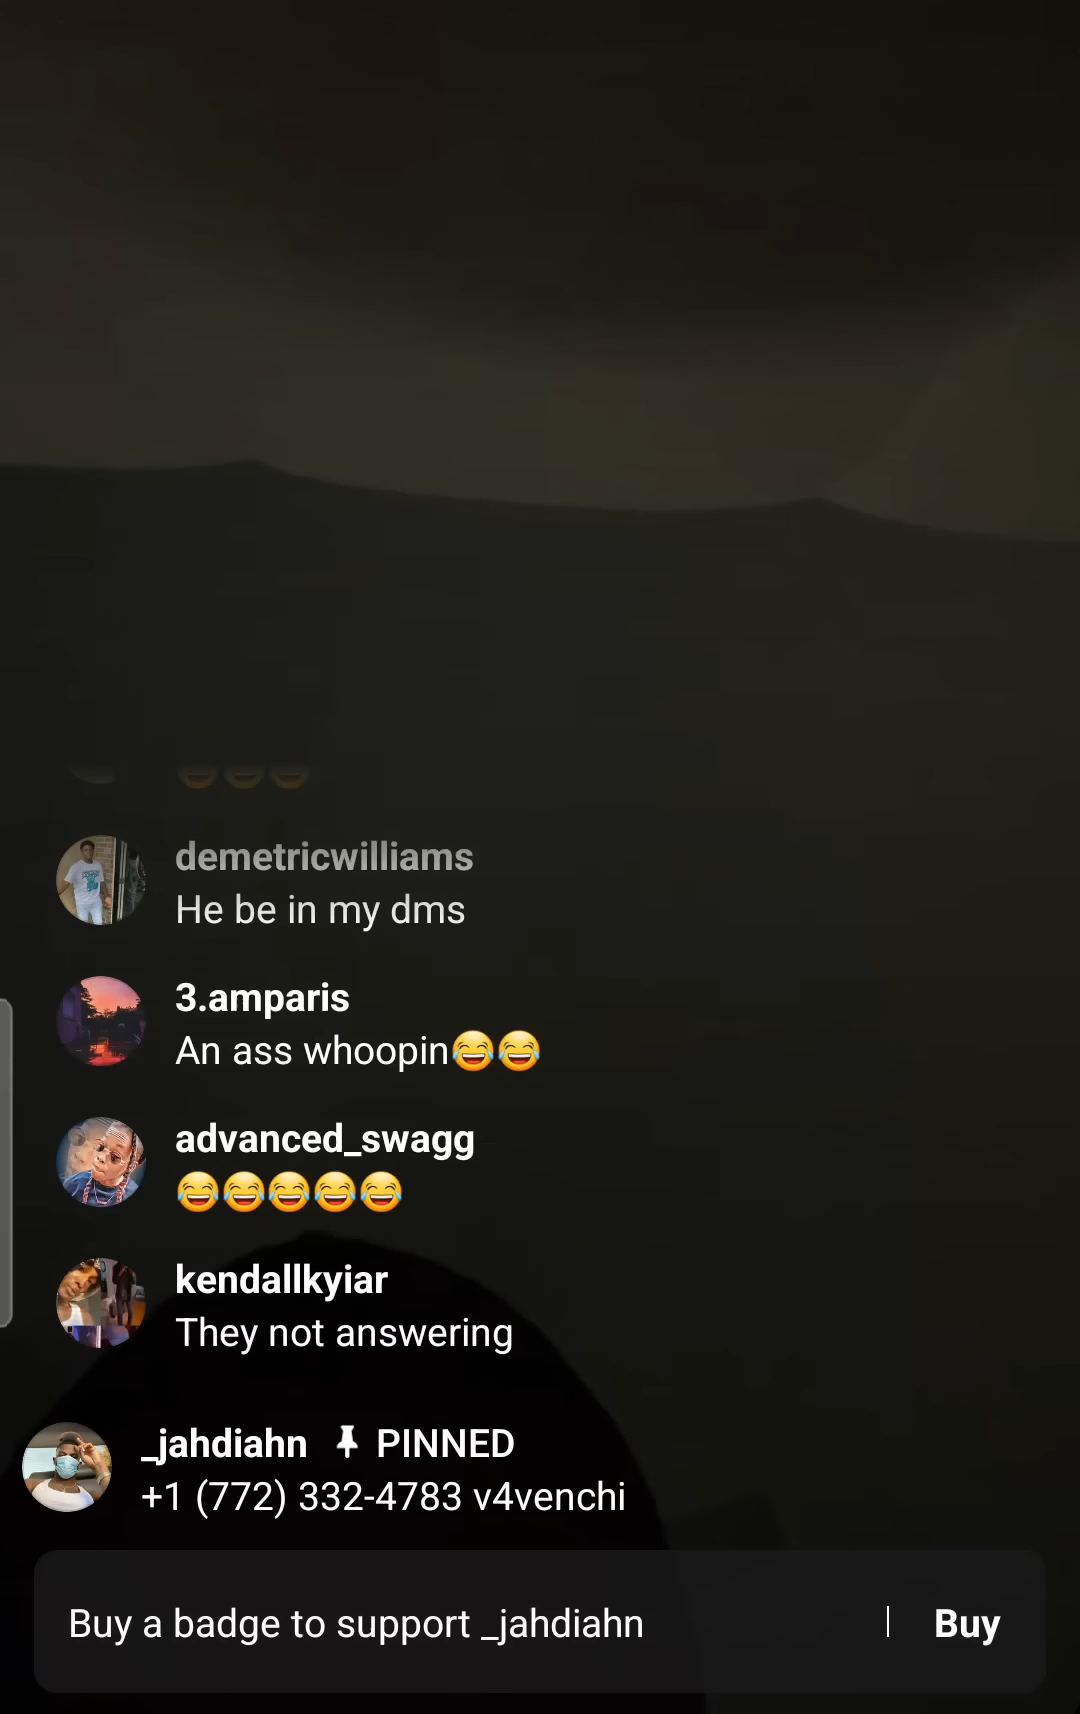 demetricwilliams
He be in my dms
3.amparis
An ass whoopin😂😂
advanced_swagg
😂😂😂😂😂
kendallkyiar
They not answering
_jahdiahn 📌 PINNED
+1 (772) 332-4783 v4venchi
Buy a badge to support _jahdiahn | Buy